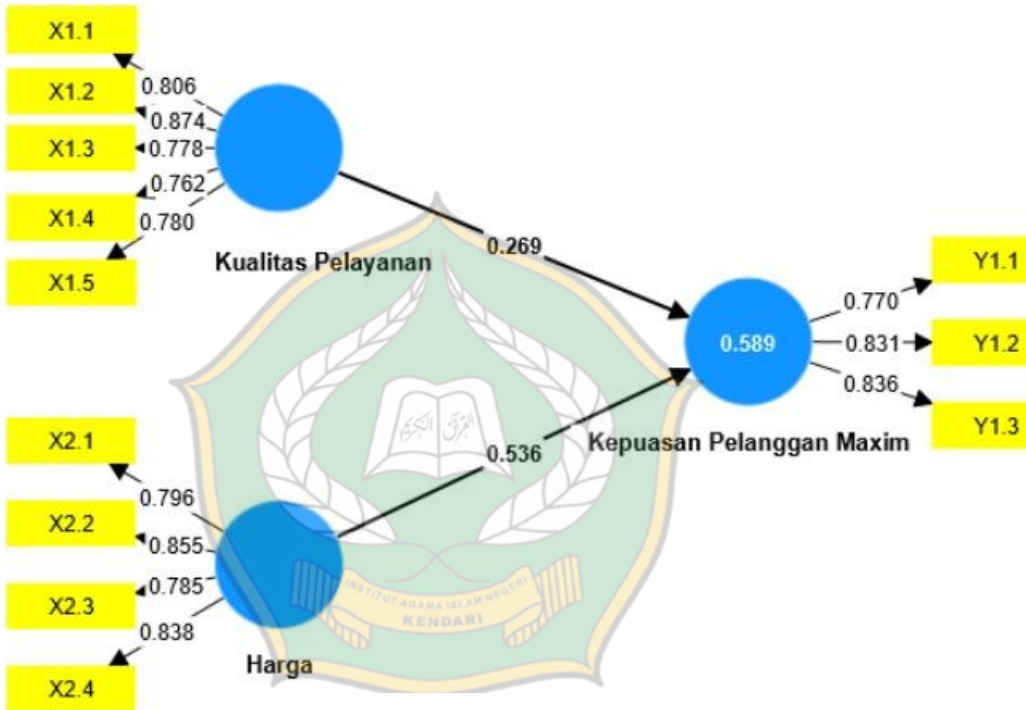 X1.1
X1.2
X1.3
X1.4
X1.5
0.806
0.874
0.778
0.762
0.780
Kualitas Pelayanan
0.269
X2.1
X2.2
X2.3
X2.4
0.796
0.855
0.785
0.838
Harga
0.536
0.589
Kepuasan Pelanggan Maxim
0.770
0.831
0.836
Y1.1
Y1.2
Y1.3
القرآن الكريم
INSTITUT AGAMA ISLAM NEGERI
KENDARI